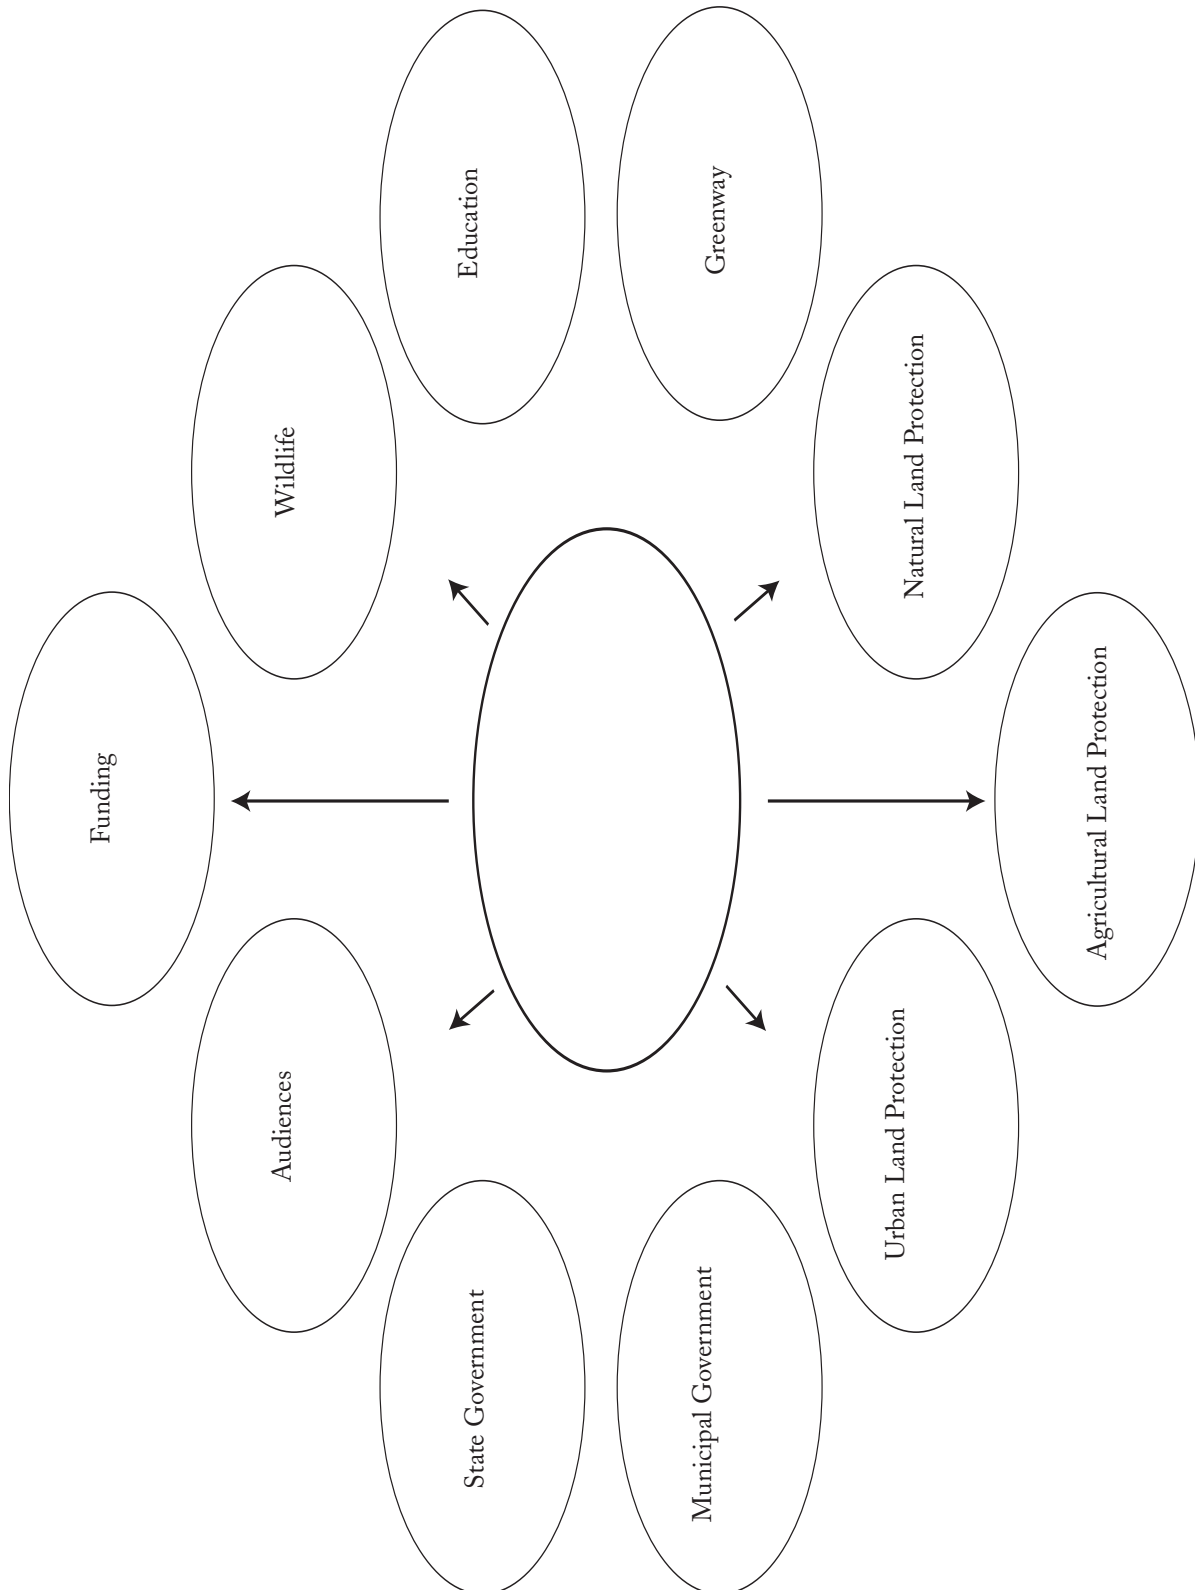 Funding
Audiences
Wildlife
State Government
Education
Municipal Government
Greenway
Urban Land Protection
Natural Land Protection
Agricultural Land Protection